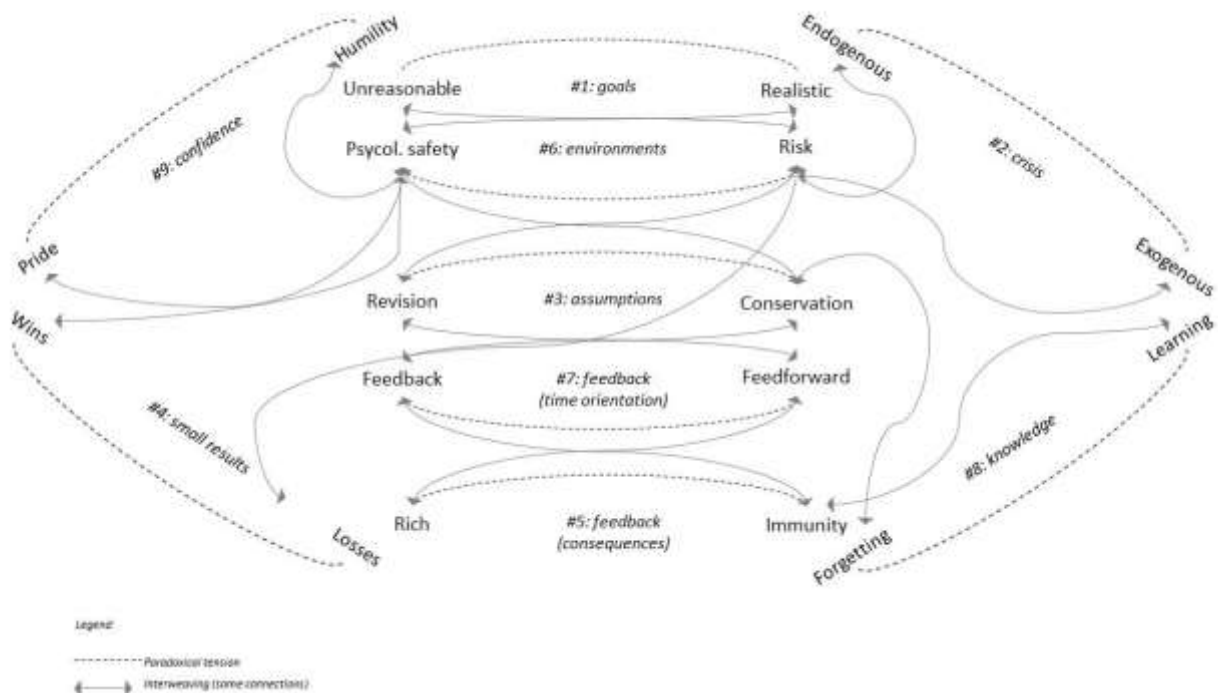 Humility
Endogenous
Unreasonable
#1: goals
Realistic
#9: confidence
Psycol. safety
#6: environments
Risk
#2: crisis
Pride
Exogenous
Revision
#3: assumptions
Conservation
Wins
Learning
Feedback
#7: feedback
(time orientation)
Feedforward
#4: small results
#8: knowledge
Losses
Rich
#5: feedback
(consequences)
Immunity
Forgetting
Legend:
Paradoxical tension
Interweaving (some connections)